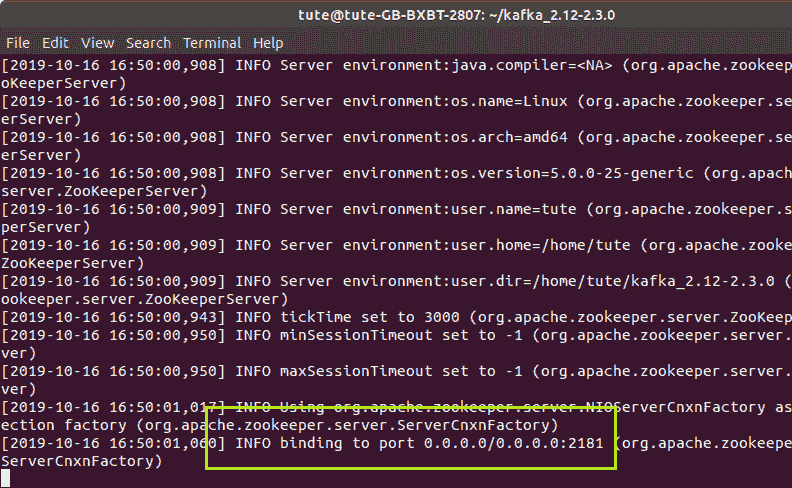 tute@tute-GB-BXBT-2807: ~/kafka_2.12-2.3.0
File Edit View Search Terminal Help
[2019-10-16 16:50:00,908] INFO Server environment:java.compiler=<NA> (org.apache.zookeep
oKeeperServer)
[2019-10-16 16:50:00,908] INFO Server environment:os.name=Linux (org.apache.zookeeper.se
erServer)
[2019-10-16 16:50:00,908] INFO Server environment:os.arch=amd64 (org.apache.zookeeper.se
erServer)
[2019-10-16 16:50:00,908] INFO Server environment:os.version=5.0.0-25-generic (org.apach
server.ZooKeeperServer)
[2019-10-16 16:50:00,909] INFO Server environment:user.name=tute (org.apache.zookeeper.s
perServer)
[2019-10-16 16:50:00,909] INFO Server environment:user.home=/home/tute (org.apache.zooke
ZooKeeperServer)
[2019-10-16 16:50:00,909] INFO Server environment:user.dir=/home/tute/kafka_2.12-2.3.0 (
ookeeper.server.ZooKeeperServer)
[2019-10-16 16:50:00,943] INFO tickTime set to 3000 (org.apache.zookeeper.server.ZooKeep
[2019-10-16 16:50:00,950] INFO minSessionTimeout set to -1 (org.apache.zookeeper.server.
ver)
[2019-10-16 16:50:00,950] INFO maxSessionTimeout set to -1 (org.apache.zookeeper.server.
ver)
[2019-10-16 16:50:01,017] INFO Using org.apache.zookeeper.server.NIOServerCnxnFactory as
ection factory (org.apache.zookeeper.server.ServerCnxnFactory)
[2019-10-16 16:50:01,060] INFO binding to port 0.0.0.0/0.0.0.0:2181 (org.apache.zookeepe
ServerCnxnFactory)